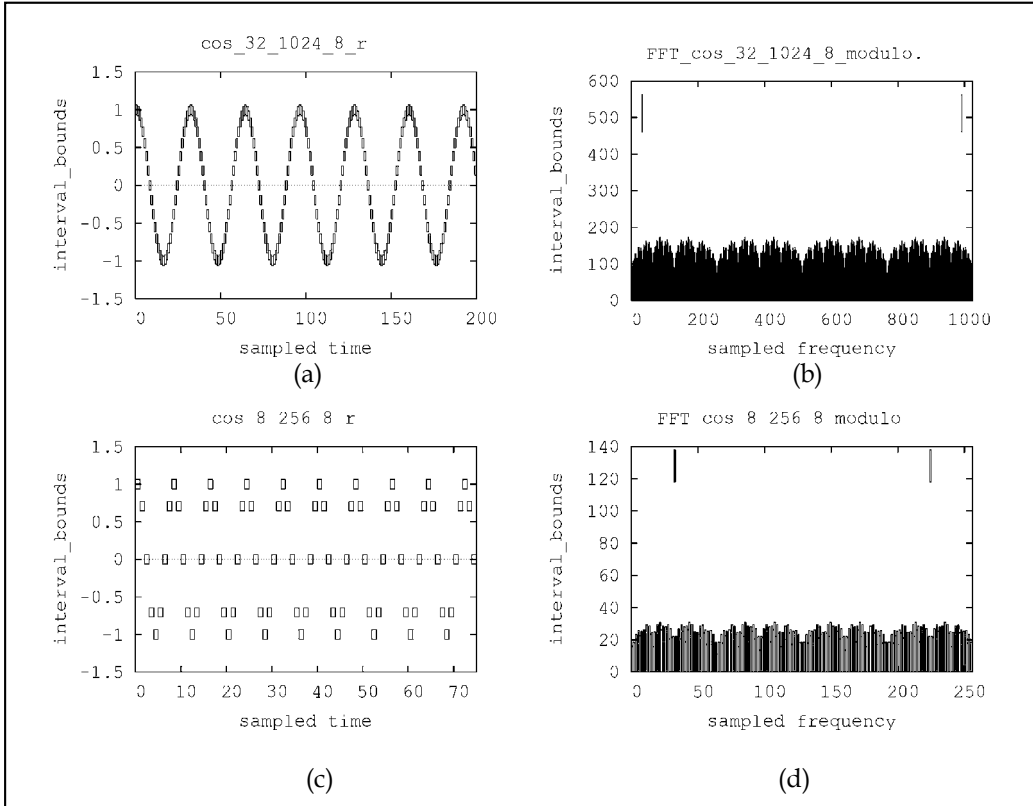 cos_32_1024_8_r
1.5
1
0.5
0
-0.5
-1
-1.5
interval_bounds
0 50 100 150 200
sampled time
(a)
FFT_cos_32_1024_8_modulo.
600
500
400
300
200
100
0
interval_bounds
200 400 600 800 1000
sampled frequency
(b)
cos 8 256 8 r
1.5
1
0.5
0
-0.5
-1
-1.5
interval_bounds
0 10 20 30 40 50 60 70
sampled time
(c)
FFT cos 8 256 8 modulo
140
120
100
80
60
40
20
0
interval_bounds
0 50 100 150 200 250
sampled frequency
(d)